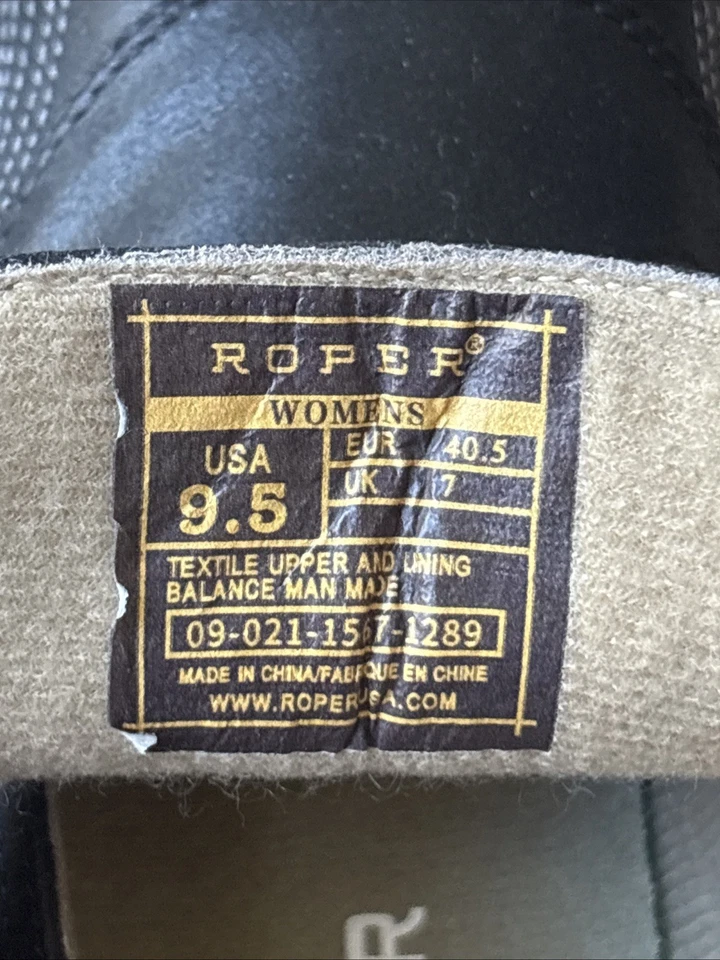 ROPER®
WOMENS
USA
9.5
EUR 40.5
UK 7
TEXTILE UPPER AND LINING
BALANCE MAN MADE
09-021-1567-1289
MADE IN CHINA/FABRIQUE EN CHINE
WWW.ROPERUSA.COM
R